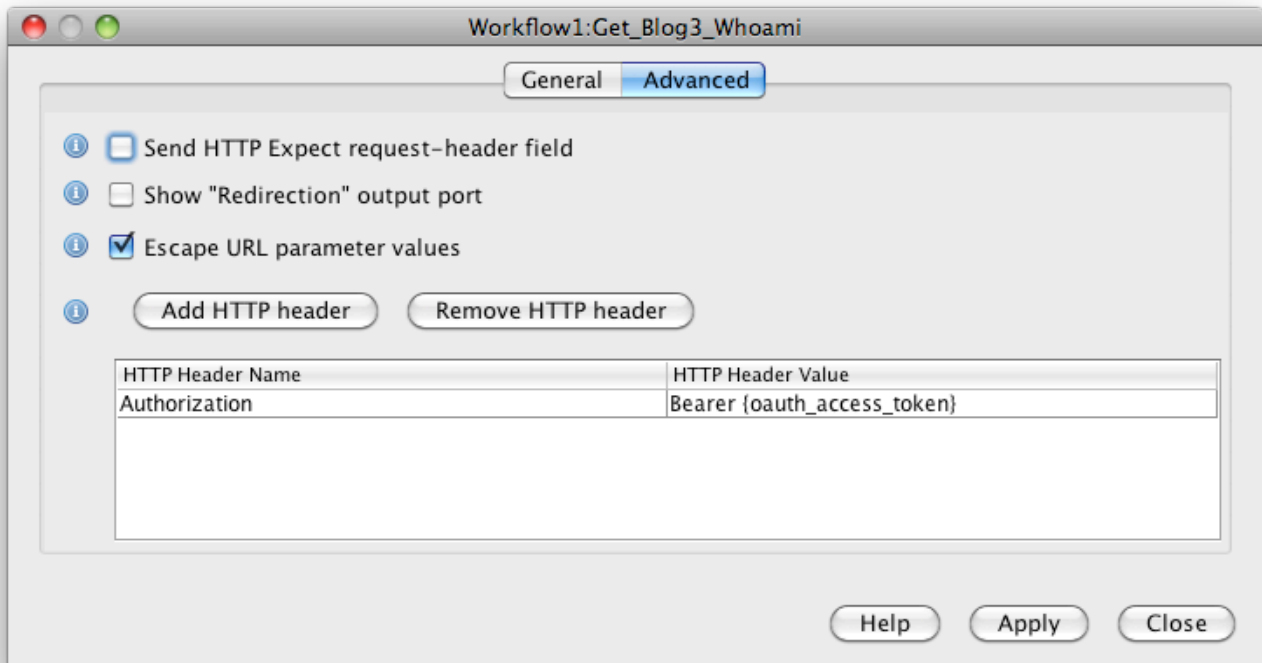 Workflow1:Get_Blog3_Whoami
General Advanced
Send HTTP Expect request-header field
Show "Redirection" output port
Escape URL parameter values
Add HTTP header Remove HTTP header
HTTP Header Name HTTP Header Value
Authorization Bearer {oauth_access_token}
Help Apply Close